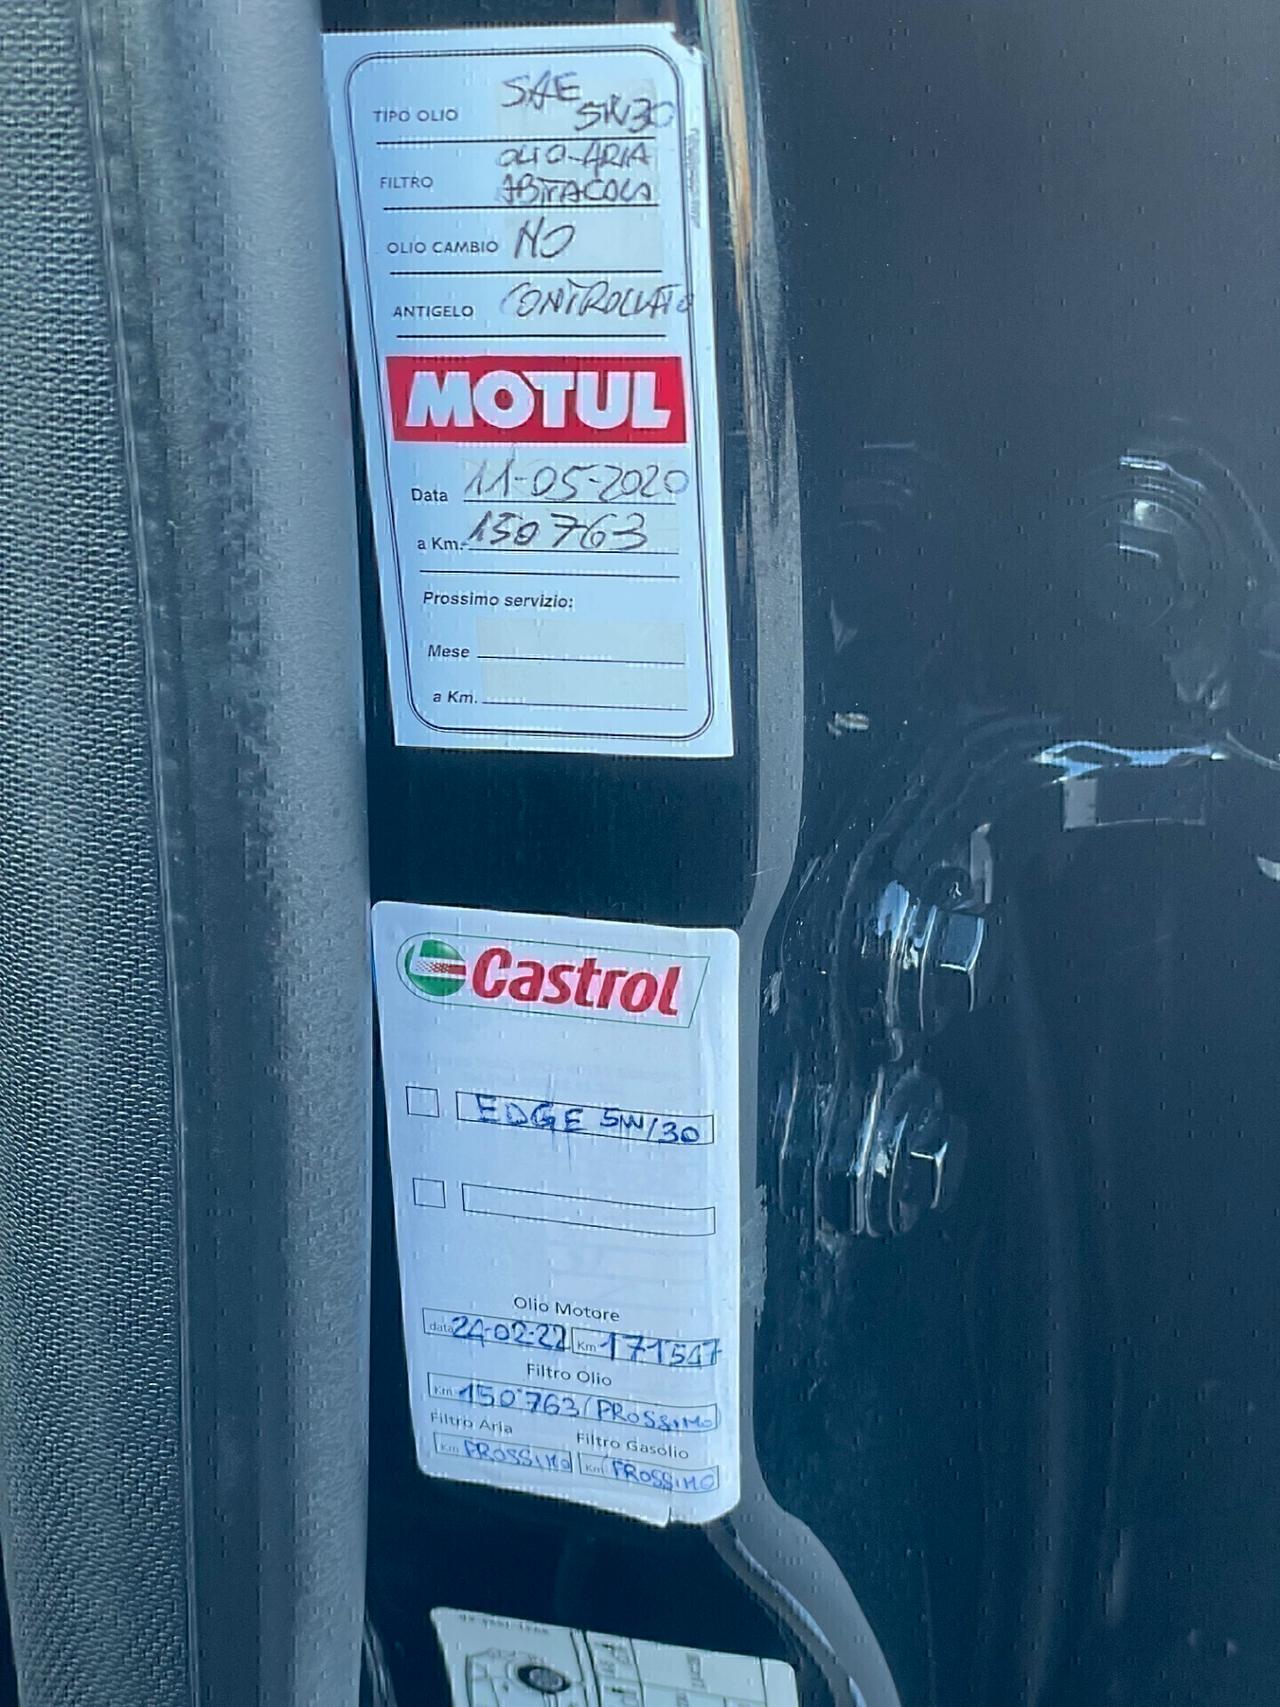 TIPO OLIO SAE 5W30
FILTRO OLIO-ARIA
ABITACOLO
OLIO CAMBIO NO
ANTIGELO CONTROLLATO
MOTUL
Data 11-05-2020
a Km. 150763
Prossimo servizio:
Mese
a Km.
Castrol
EDGE 5W/30
Olio Motore
data 24-02-22 Km 171547
Filtro Olio
Km 150763/PROSSIMO
Filtro Aria Filtro Gasolio
Km PROSSIMO Km PROSSIMO